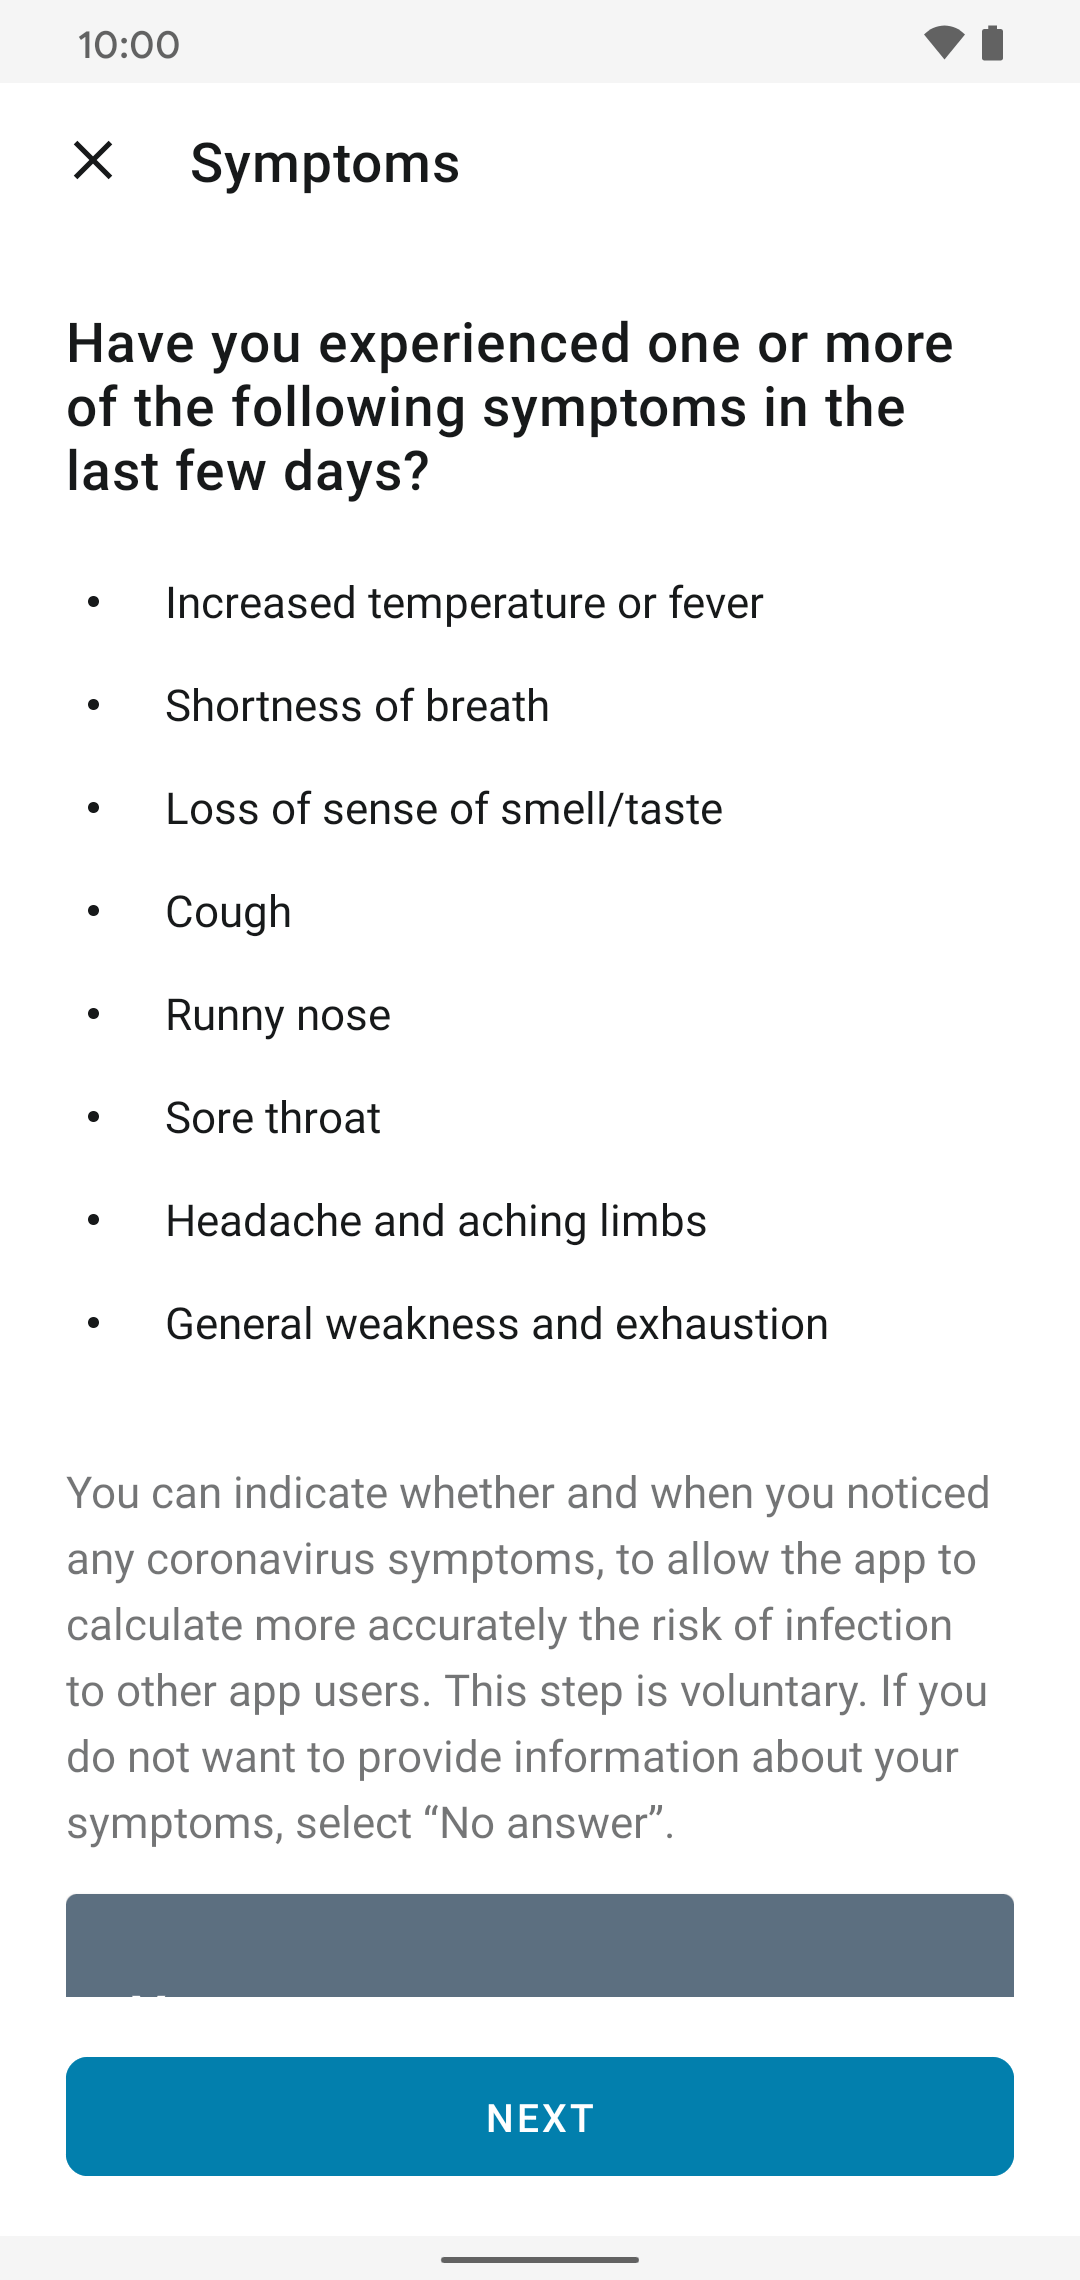 10:00
Symptoms
Have you experienced one or more
of the following symptoms in the
last few days?
• Increased temperature or fever
• Shortness of breath
• Loss of sense of smell/taste
• Cough
• Runny nose
• Sore throat
• Headache and aching limbs
• General weakness and exhaustion
You can indicate whether and when you noticed
any coronavirus symptoms, to allow the app to
calculate more accurately the risk of infection
to other app users. This step is voluntary. If you
do not want to provide information about your
symptoms, select “No answer”.
NEXT